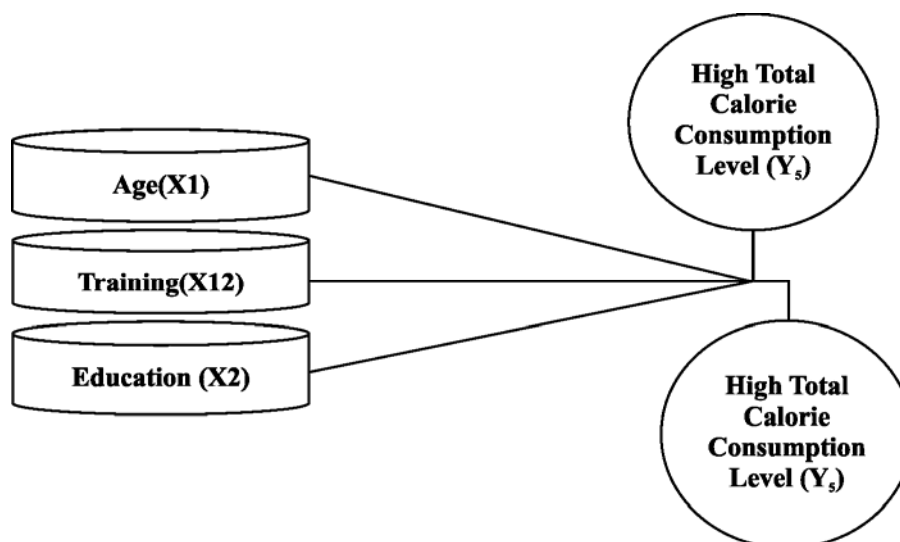 High Total
Calorie
Consumption
Level (Y₅)
Age(X1)
Training(X12)
Education (X2)
High Total
Calorie
Consumption
Level (Y₅)